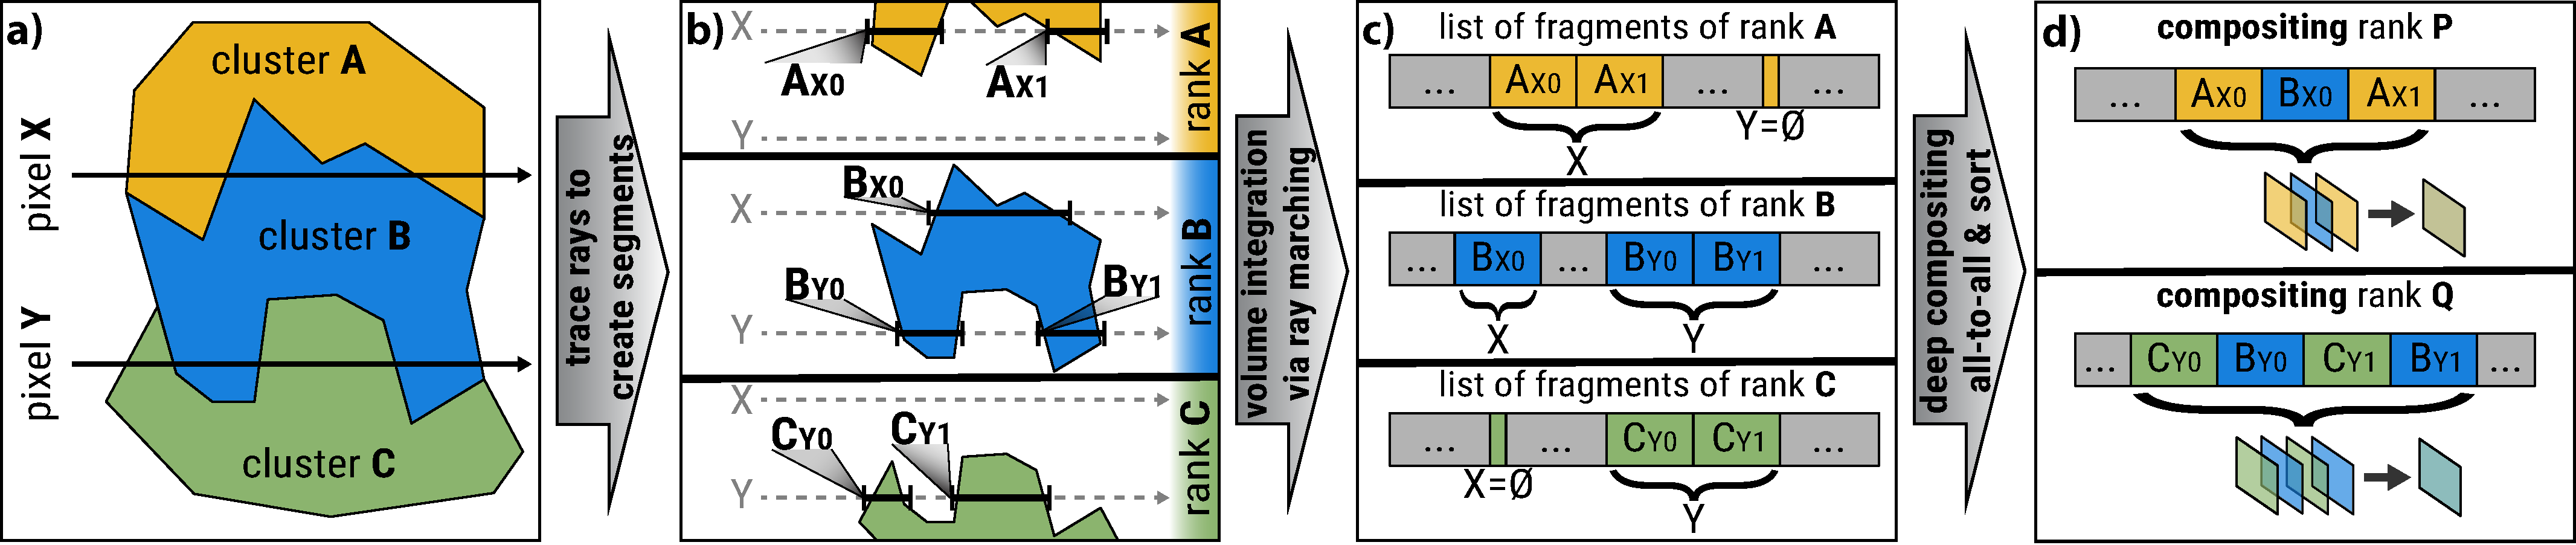 a)
cluster A
pixel X
cluster B
pixel Y
cluster C
trace rays to
create segments
b)
X
AX0
AX1
Y
rank A
BX0
X
BY0
BY1
Y
rank B
X
CY0
CY1
Y
rank C
volume integration
via ray marching
c)
list of fragments of rank A
... AX0 AX1 ... ...
X
Y=Ø
list of fragments of rank B
... BX0 ... BY0 BY1 ...
X
Y
list of fragments of rank C
... ... CY0 CY1 ...
X=Ø
Y
deep compositing
all-to-all & sort
d)
compositing rank P
... AX0 BX0 AX1 ...
compositing rank Q
... CY0 BY0 CY1 BY1 ...